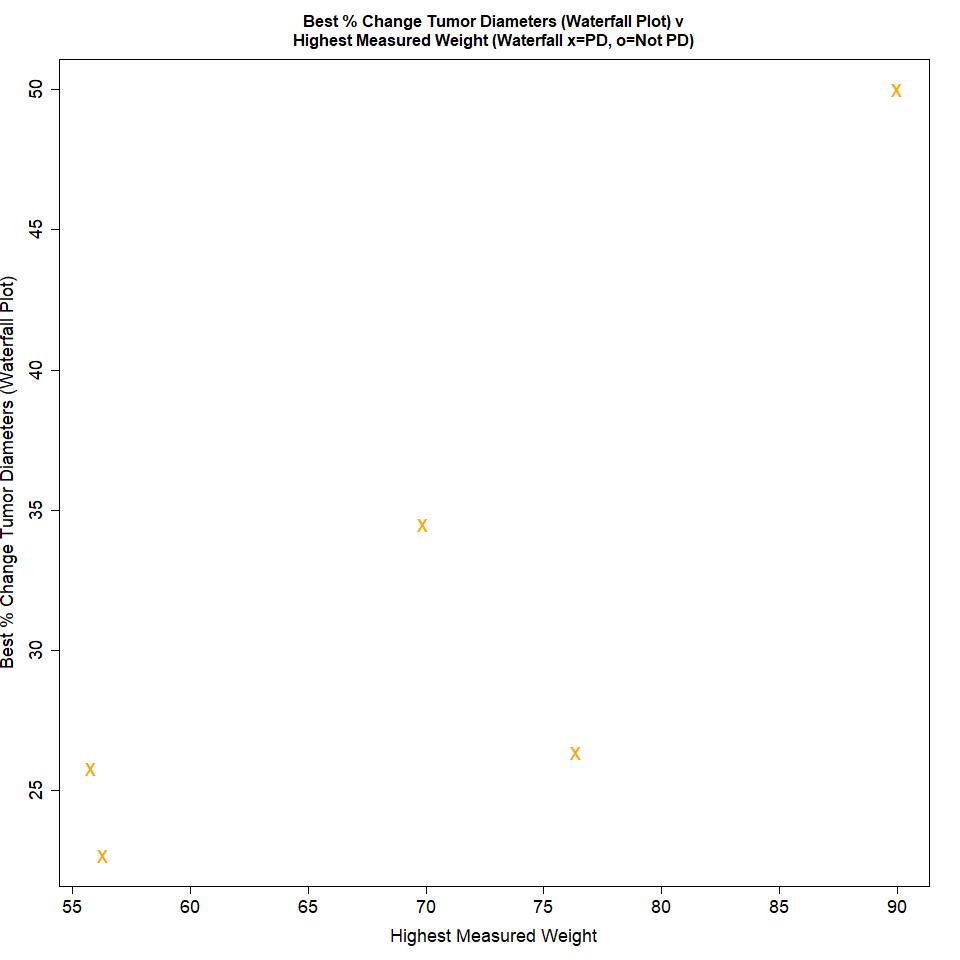 Best % Change Tumor Diameters (Waterfall Plot) v
Highest Measured Weight (Waterfall x=PD, o=Not PD)
Best % Change Tumor Diameters (Waterfall Plot)
50
45
40
35
30
25
X
X
X
X
X
55 60 65 70 75 80 85 90
Highest Measured Weight